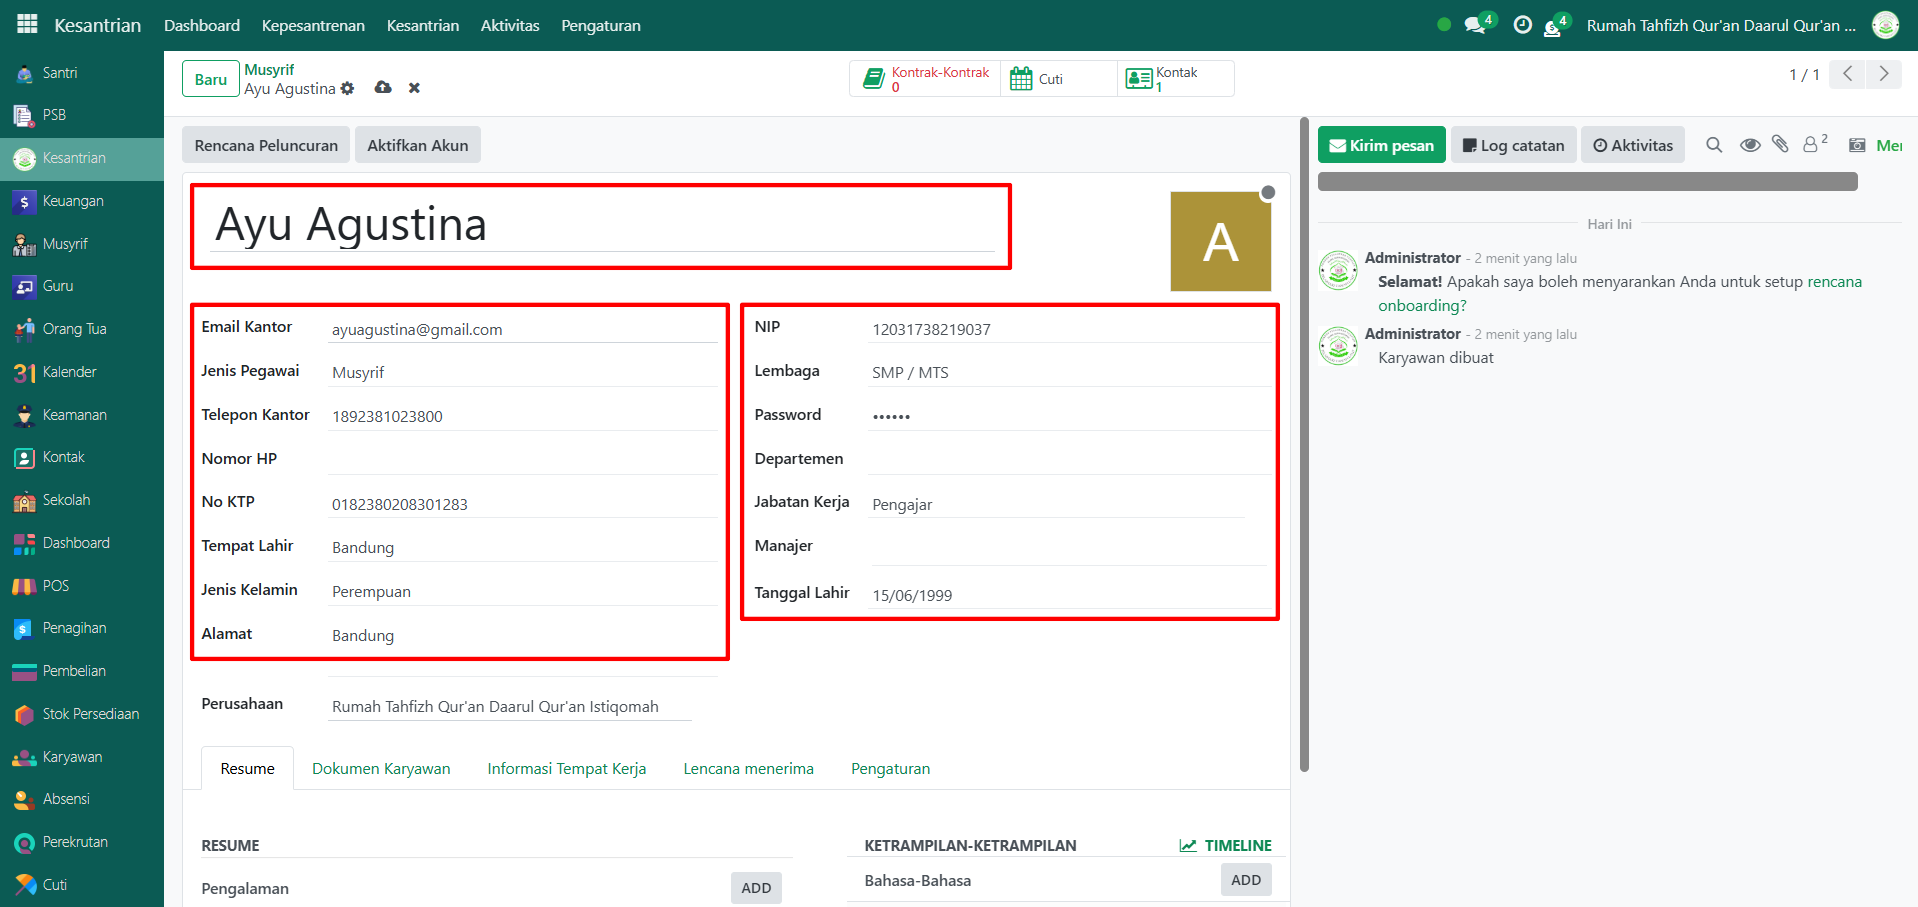 Kesantrian Dashboard Kepesantrenan Kesantrian Aktivitas Pengaturan 4 4 Rumah Tahfizh Qur'an Daarul Qur'an ...
Santri
PSB
Kesantrian
Keuangan
Musyrif
Guru
Orang Tua
31 Kalender
Keamanan
Kontak
Sekolah
Dashboard
POS
Penagihan
Pembelian
Stok Persediaan
Karyawan
Absensi
Perekrutan
Cuti
Baru
Musyrif
Ayu Agustina
Kontrak-Kontrak
0
Cuti
Kontak
1
1 / 1
Rencana Peluncuran Aktifkan Akun
Ayu Agustina
A
Email Kantor ayuagustina@gmail.com
Jenis Pegawai Musyrif
Telepon Kantor 1892381023800
Nomor HP
No KTP 0182380208301283
Tempat Lahir Bandung
Jenis Kelamin Perempuan
Alamat Bandung
NIP 12031738219037
Lembaga SMP / MTS
Password ••••••
Departemen
Jabatan Kerja Pengajar
Manajer
Tanggal Lahir 15/06/1999
Perusahaan Rumah Tahfizh Qur'an Daarul Qur'an Istiqomah
Resume Dokumen Karyawan Informasi Tempat Kerja Lencana menerima Pengaturan
RESUME
Pengalaman ADD
KETRAMPILAN-KETRAMPILAN TIMELINE
Bahasa-Bahasa ADD
Kirim pesan Log catatan Aktivitas 2 Mer
Hari Ini
Administrator - 2 menit yang lalu
Selamat! Apakah saya boleh menyarankan Anda untuk setup rencana
onboarding?
Administrator - 2 menit yang lalu
Karyawan dibuat